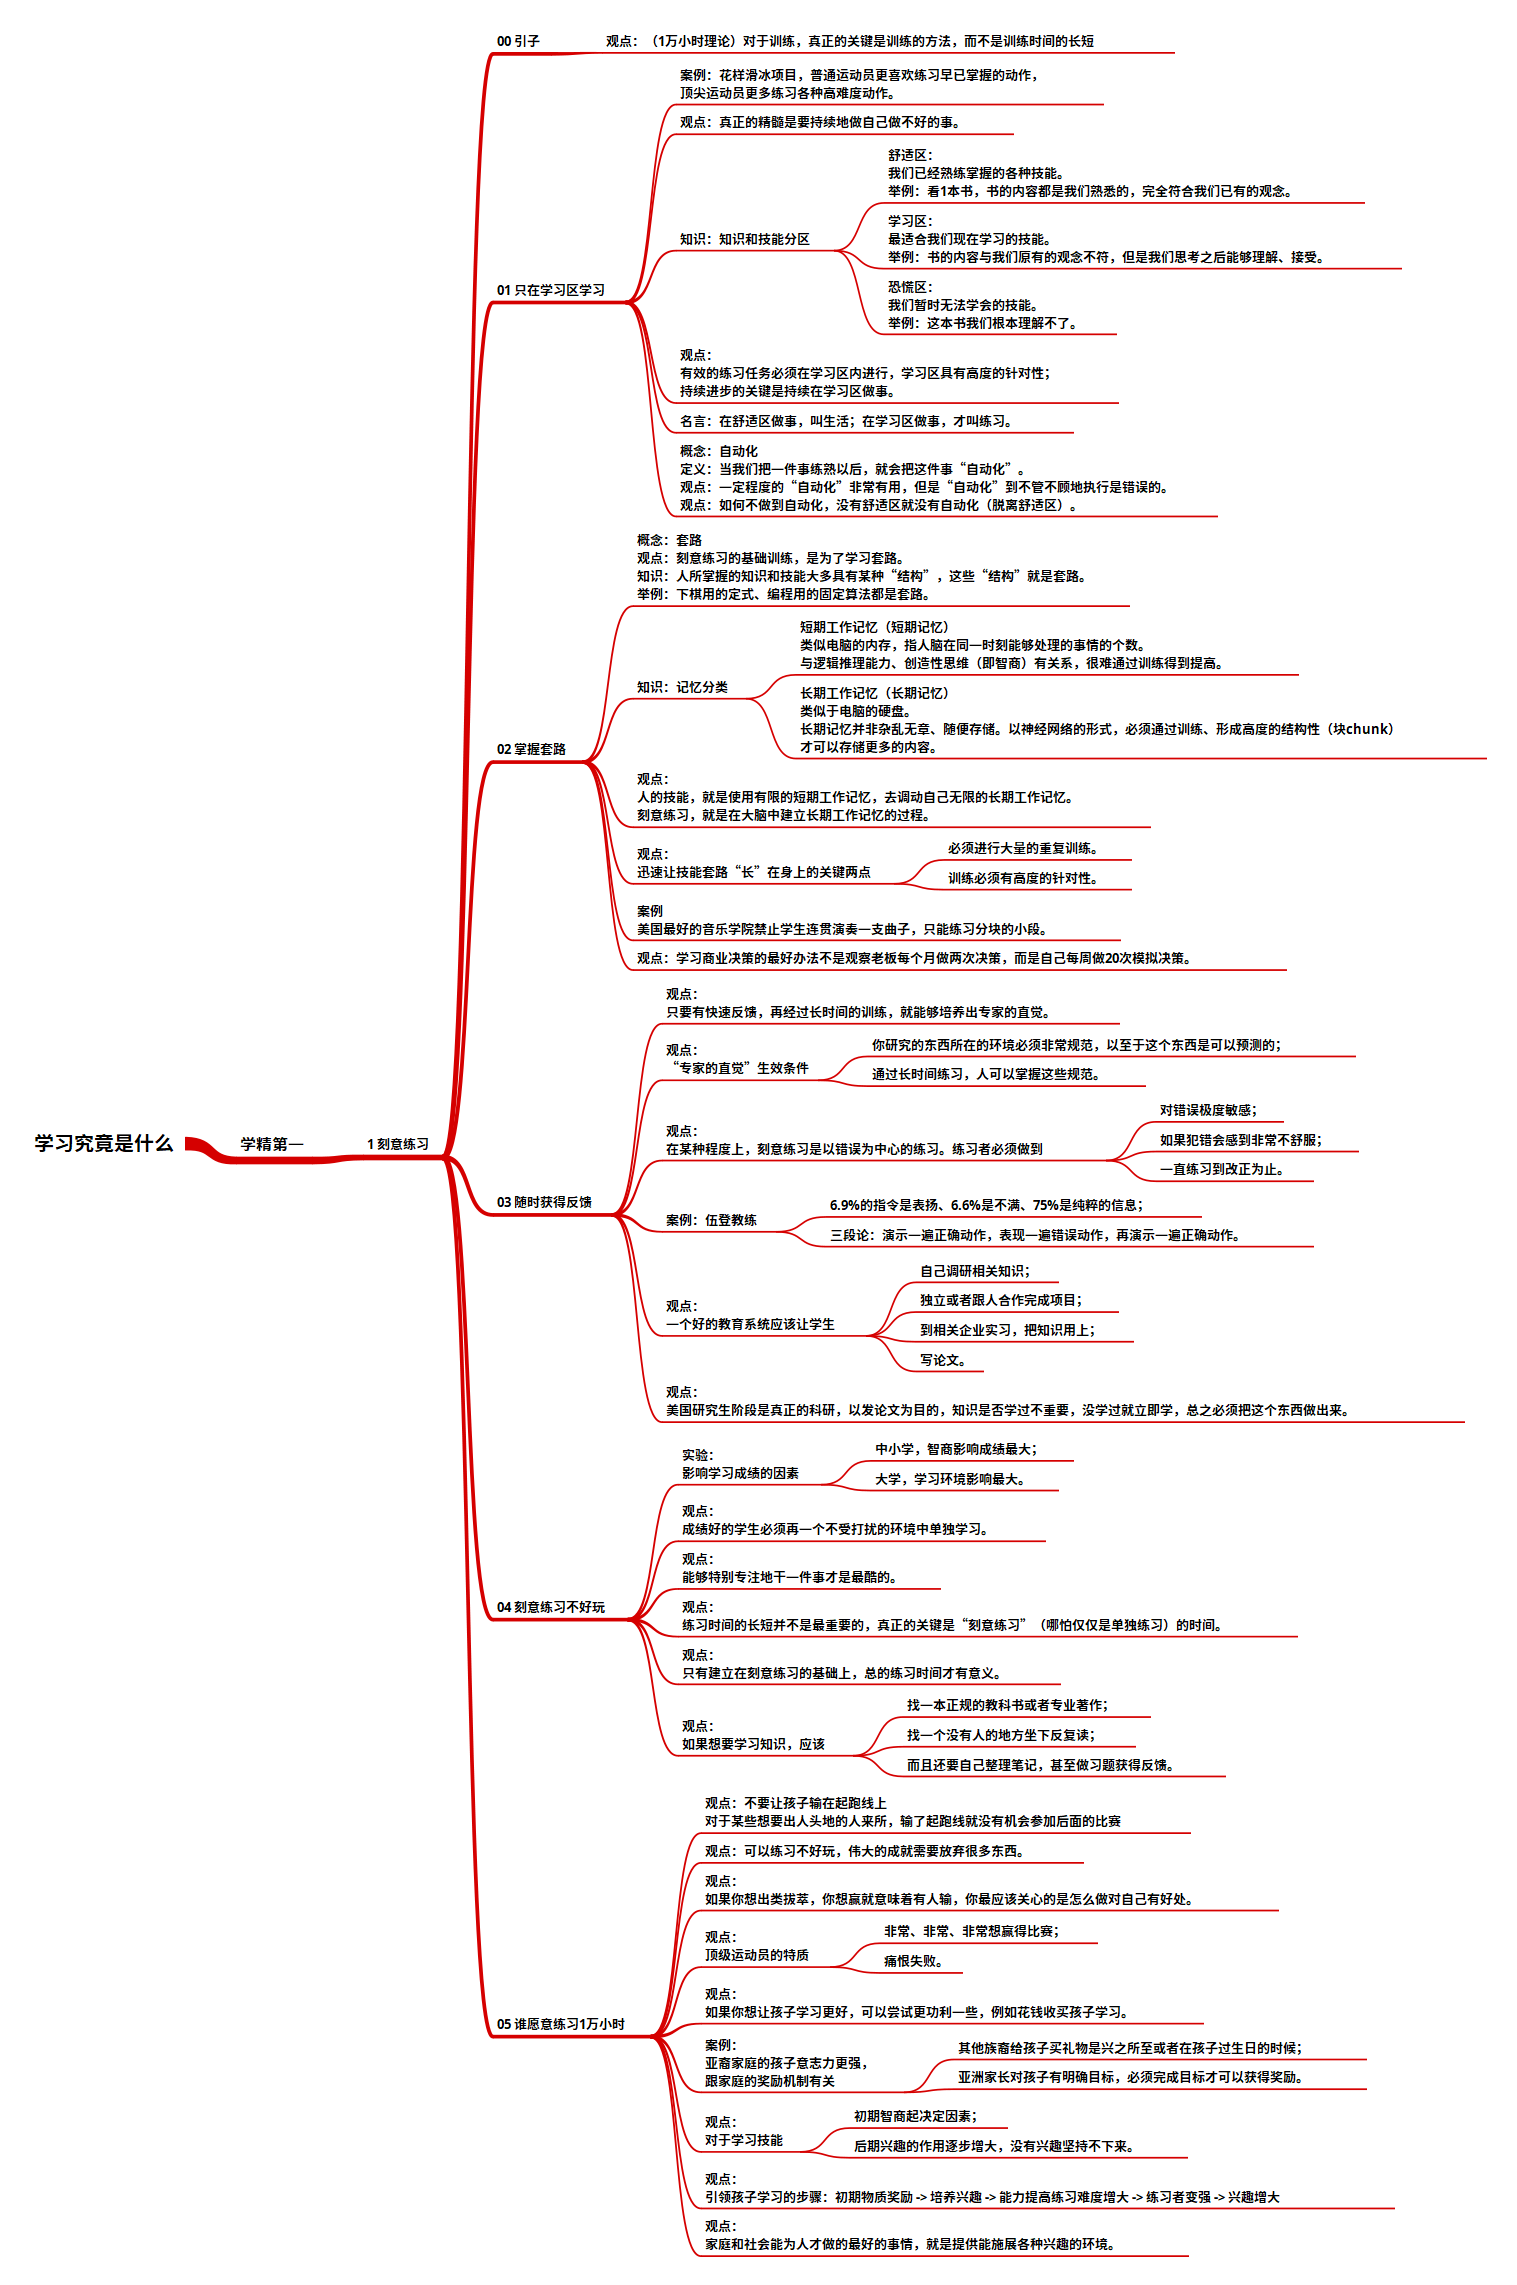 学习究竟是什么
学精第一
1 刻意练习
00 引子
观点：（1万小时理论）对于训练，真正的关键是训练的方法，而不是训练时间的长短
01 只在学习区学习
案例：花样滑冰项目，普通运动员更喜欢练习早已掌握的动作，
顶尖运动员更多练习各种高难度动作。
观点：真正的精髓是要持续地做自己做不好的事。
知识：知识和技能分区
舒适区：
我们已经熟练掌握的各种技能。
举例：看1本书，书的内容都是我们熟悉的，完全符合我们已有的观念。
学习区：
最适合我们现在学习的技能。
举例：书的内容与我们原有的观念不符，但是我们思考之后能够理解、接受。
恐慌区：
我们暂时无法学会的技能。
举例：这本书我们根本理解不了。
观点：
有效的练习任务必须在学习区内进行，学习区具有高度的针对性；
持续进步的关键是持续在学习区做事。
名言：在舒适区做事，叫生活；在学习区做事，才叫练习。
概念：自动化
定义：当我们把一件事练熟以后，就会把这件事“自动化”。
观点：一定程度的“自动化”非常有用，但是“自动化”到不管不顾地执行是错误的。
观点：如何不做到自动化，没有舒适区就没有自动化（脱离舒适区）。
02 掌握套路
概念：套路
观点：刻意练习的基础训练，是为了学习套路。
知识：人所掌握的知识和技能大多具有某种“结构”，这些“结构”就是套路。
举例：下棋用的定式、编程用的固定算法都是套路。
知识：记忆分类
短期工作记忆（短期记忆）
类似电脑的内存，指人脑在同一时刻能够处理的事情的个数。
与逻辑推理能力、创造性思维（即智商）有关系，很难通过训练得到提高。
长期工作记忆（长期记忆）
类似于电脑的硬盘。
长期记忆并非杂乱无章、随便存储。以神经网络的形式，必须通过训练、形成高度的结构性（块chunk）
才可以存储更多的内容。
观点：
人的技能，就是使用有限的短期工作记忆，去调动自己无限的长期工作记忆。
刻意练习，就是在大脑中建立长期工作记忆的过程。
观点：
迅速让技能套路“长”在身上的关键两点
必须进行大量的重复训练。
训练必须有高度的针对性。
案例
美国最好的音乐学院禁止学生连贯演奏一支曲子，只能练习分块的小段。
观点：学习商业决策的最好办法不是观察老板每个月做两次决策，而是自己每周做20次模拟决策。
03 随时获得反馈
观点：
只要有快速反馈，再经过长时间的训练，就能够培养出专家的直觉。
观点：
“专家的直觉”生效条件
你研究的东西所在的环境必须非常规范，以至于这个东西是可以预测的；
通过长时间练习，人可以掌握这些规范。
观点：
在某种程度上，刻意练习是以错误为中心的练习。练习者必须做到
对错误极度敏感；
如果犯错会感到非常不舒服；
一直练习到改正为止。
案例：伍登教练
6.9%的指令是表扬、6.6%是不满、75%是纯粹的信息；
三段论：演示一遍正确动作，表现一遍错误动作，再演示一遍正确动作。
观点：
一个好的教育系统应该让学生
自己调研相关知识；
独立或者跟人合作完成项目；
到相关企业实习，把知识用上；
写论文。
观点：
美国研究生阶段是真正的科研，以发论文为目的，知识是否学过不重要，没学过就立即学，总之必须把这个东西做出来。
04 刻意练习不好玩
实验：
影响学习成绩的因素
中小学，智商影响成绩最大；
大学，学习环境影响最大。
观点：
成绩好的学生必须再一个不受打扰的环境中单独学习。
观点：
能够特别专注地干一件事才是最酷的。
观点：
练习时间的长短并不是最重要的，真正的关键是“刻意练习”（哪怕仅仅是单独练习）的时间。
观点：
只有建立在刻意练习的基础上，总的练习时间才有意义。
观点：
如果想要学习知识，应该
找一本正规的教科书或者专业著作；
找一个没有人的地方坐下反复读；
而且还要自己整理笔记，甚至做习题获得反馈。
05 谁愿意练习1万小时
观点：不要让孩子输在起跑线上
对于某些想要出人头地的人来所，输了起跑线就没有机会参加后面的比赛
观点：可以练习不好玩，伟大的成就需要放弃很多东西。
观点：
如果你想出类拔萃，你想赢就意味着有人输，你最应该关心的是怎么做对自己有好处。
观点：
顶级运动员的特质
非常、非常、非常想赢得比赛；
痛恨失败。
观点：
如果你想让孩子学习更好，可以尝试更功利一些，例如花钱收买孩子学习。
案例：
亚裔家庭的孩子意志力更强，
跟家庭的奖励机制有关
其他族裔给孩子买礼物是兴之所至或者在孩子过生日的时候；
亚洲家长对孩子有明确目标，必须完成目标才可以获得奖励。
观点：
对于学习技能
初期智商起决定因素；
后期兴趣的作用逐步增大，没有兴趣坚持不下来。
观点：
引领孩子学习的步骤：初期物质奖励 -> 培养兴趣 -> 能力提高练习难度增大 -> 练习者变强 -> 兴趣增大
观点：
家庭和社会能为人才做的最好的事情，就是提供能施展各种兴趣的环境。